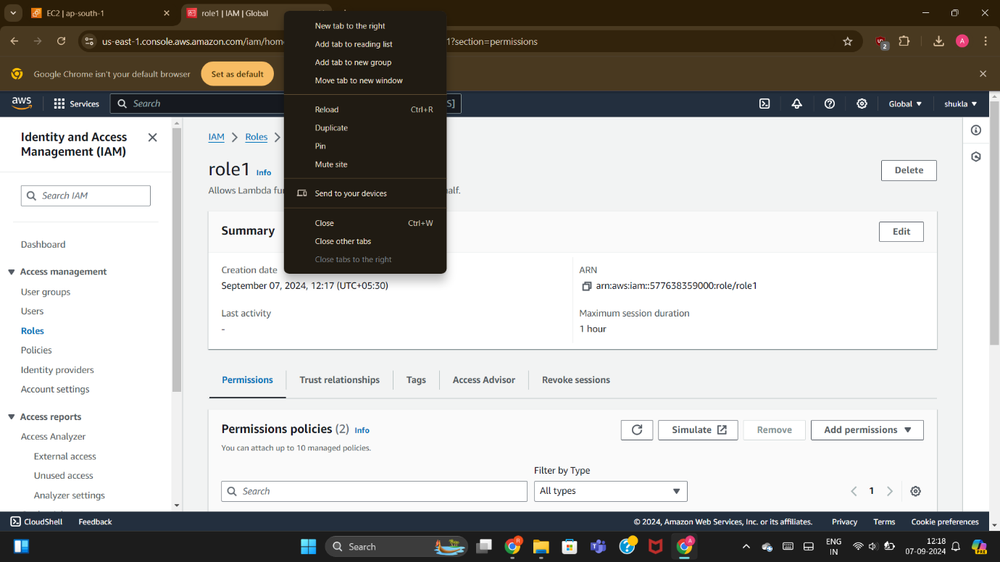 EC2 | ap-south-1
role1 | IAM | Global
us-east-1.console.aws.amazon.com/iam/hom
1?section=permissions
2
A
Google Chrome isn't your default browser
Set as default
New tab to the right
Add tab to reading list
Add tab to new group
Move tab to new window
Reload Ctrl+R
Duplicate
Pin
Mute site
Send to your devices
Close Ctrl+W
Close other tabs
Close tabs to the right
aws
Services
Search
S]
Global
shukla
Identity and Access
Management (IAM)
Search IAM
Dashboard
Access management
User groups
Users
Roles
Policies
Identity providers
Account settings
Access reports
Access Analyzer
External access
Unused access
Analyzer settings
IAM
Roles
role1 Info
Delete
Allows Lambda fu
alf.
Summary
Edit
Creation date
September 07, 2024, 12:17 (UTC+05:30)
Last activity
-
ARN
arn:aws:iam::577638359000:role/role1
Maximum session duration
1 hour
Permissions
Trust relationships
Tags
Access Advisor
Revoke sessions
Permissions policies (2) Info
You can attach up to 10 managed policies.
Simulate
Remove
Add permissions
Filter by Type
Search
All types
1
CloudShell
Feedback
© 2024, Amazon Web Services, Inc. or its affiliates.
Privacy
Terms
Cookie preferences
Search
R
A
ENG
IN
12:18
07-09-2024
PRE